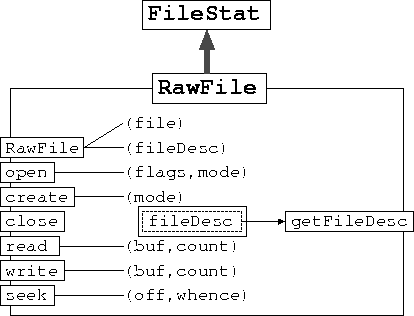 FileStat
RawFile
(file)
RawFile (fileDesc)
open (flags,mode)
create (mode)
close fileDesc getFileDesc
read (buf,count)
write (buf,count)
seek (off,whence)